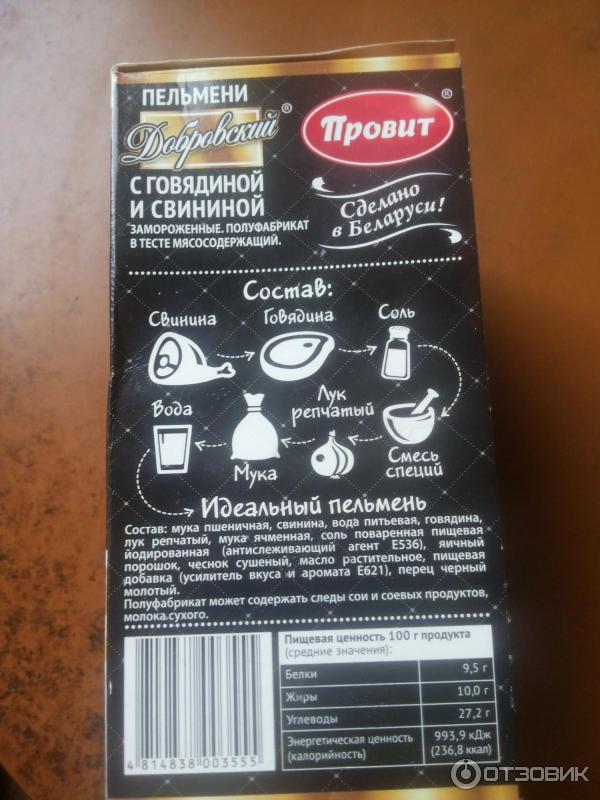 ПЕЛЬМЕНИ
Добровский®
Провит®
С ГОВЯДИНОЙ
И СВИНИНОЙ
ЗАМОРОЖЕННЫЕ. ПОЛУФАБРИКАТ
В ТЕСТЕ МЯСОСОДЕРЖАЩИЙ.
Сделано
в Беларуси!
Состав:
Свинина
Говядина
Соль
Вода
Лук
репчатый
Мука
Смесь
специй
Идеальный пельмень
Состав: мука пшеничная, свинина, вода питьевая, говядина,
лук репчатый, мука ячменная, соль поваренная пищевая
йодированная (антислеживающий агент Е536), яичный
порошок, чеснок сушеный, масло растительное, пищевая
добавка (усилитель вкуса и аромата Е621), перец черный
молотый.
Полуфабрикат может содержать следы сои и соевых продуктов,
молока сухого.
Пищевая ценность 100 г продукта
(средние значения):
Белки 9,5 г
Жиры 10,0 г
Углеводы 27,2 г
Энергетическая ценность 993,9 кДж
(калорийность) (236,8 ккал)
4 814838 003555
ОТЗОВИК